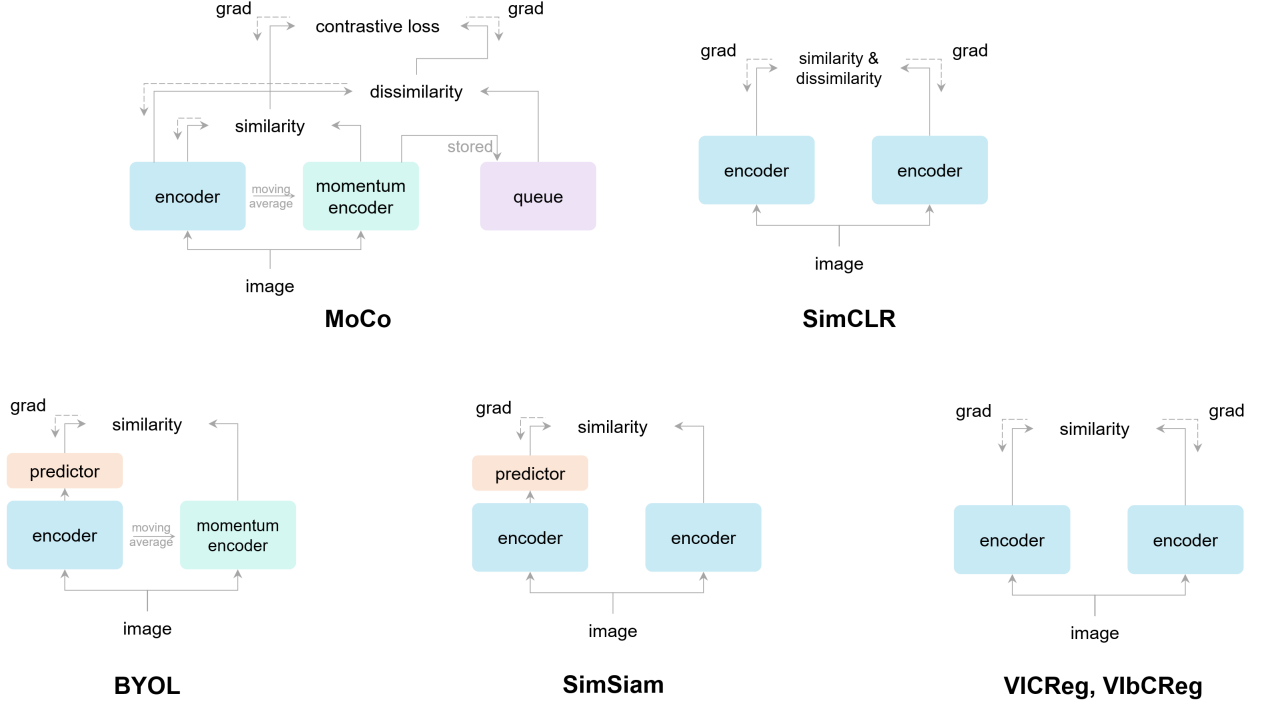 grad
contrastive loss
grad
dissimilarity
similarity
stored
encoder
moving
average
momentum
encoder
queue
image
MoCo
grad
similarity &
dissimilarity
grad
encoder
encoder
image
SimCLR
grad
similarity
predictor
encoder
moving
average
momentum
encoder
image
BYOL
grad
similarity
predictor
encoder
encoder
image
SimSiam
grad
similarity
grad
encoder
encoder
image
VICReg, VIbCReg